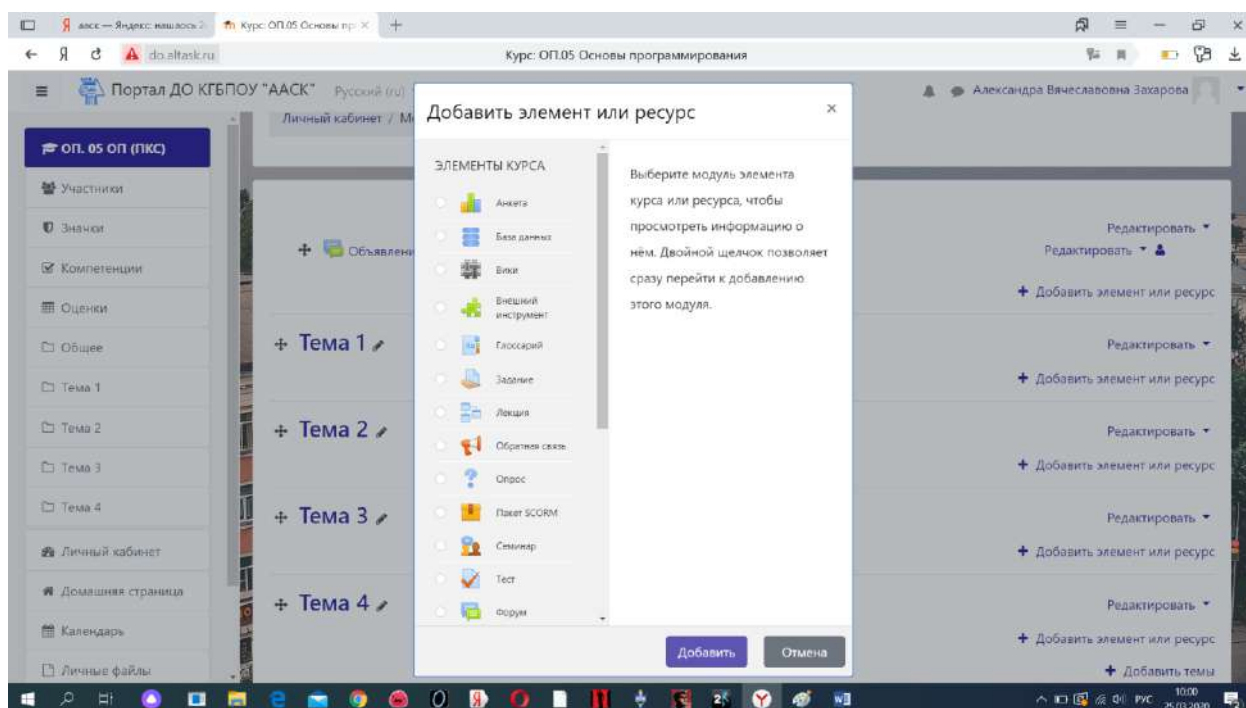 Курс: ОП.05 Основы пр
do.altask.ru
Курс: ОП.05 Основы программирования
Портал ДО КГБПОУ "ААСК"
Русский (ru)
Александра Вячеславовна Захарова
Личный кабинет /
ОП. 05 ОП (ПКС)
Участники
Значки
Компетенции
Оценки
Общее
Тема 1
Тема 2
Тема 3
Тема 4
Личный кабинет
Домашняя страница
Календарь
Личные файлы
Объявлени
Тема 1
Тема 2
Тема 3
Тема 4
Добавить элемент или ресурс
ЭЛЕМЕНТЫ КУРСА
Анкета
База данных
Вики
Внешний
инструмент
Глоссарий
Задание
Лекция
Обратная связь
Опрос
Пакет SCORM
Семинар
Тест
Форум
Выберите модуль элемента
курса или ресурса, чтобы
просмотреть информацию о
нём. Двойной щелчок позволяет
сразу перейти к добавлению
этого модуля.
Добавить
Отмена
Редактировать
Редактировать
Добавить элемент или ресурс
Редактировать
Добавить элемент или ресурс
Редактировать
Добавить элемент или ресурс
Редактировать
Добавить элемент или ресурс
Редактировать
Добавить элемент или ресурс
Добавить темы
РУС
10:00
25.03.2020